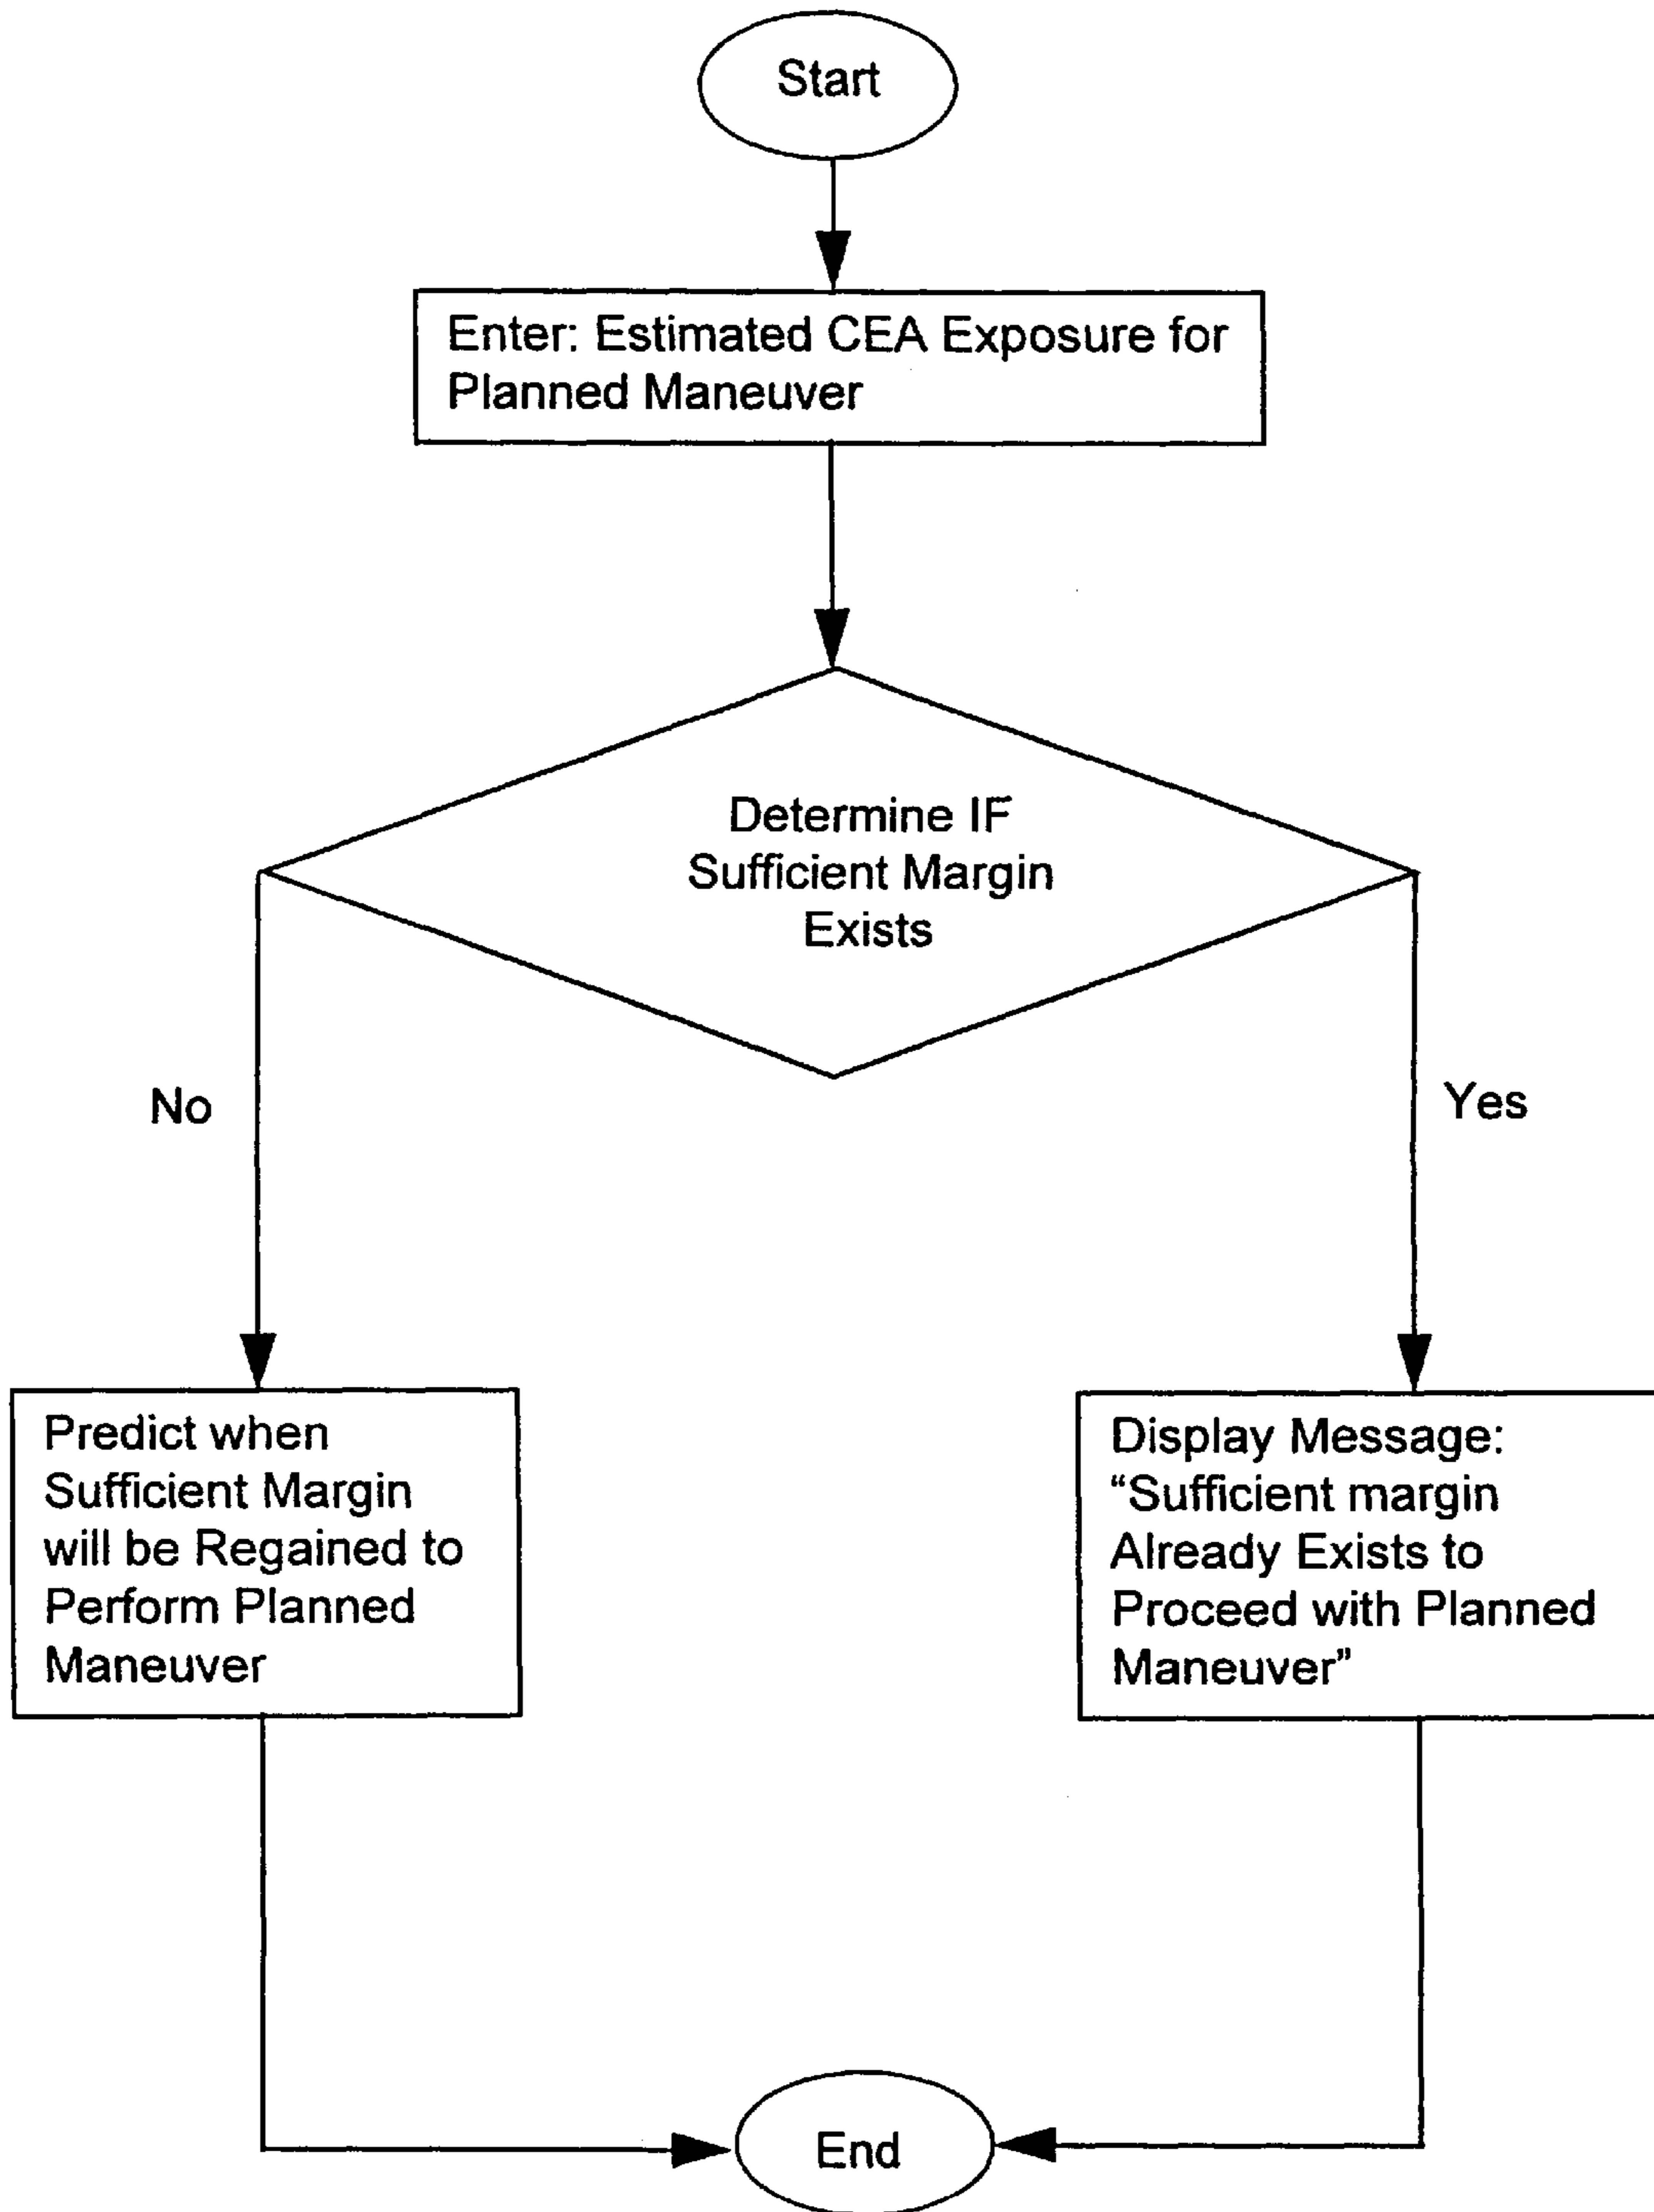 Start
Enter: Estimated CEA Exposure for
Planned Maneuver
Determine IF
Sufficient Margin
Exists
No
Yes
Predict when
Sufficient Margin
will be Regained to
Perform Planned
Maneuver
Display Message:
“Sufficient margin
Already Exists to
Proceed with Planned
Maneuver”
End